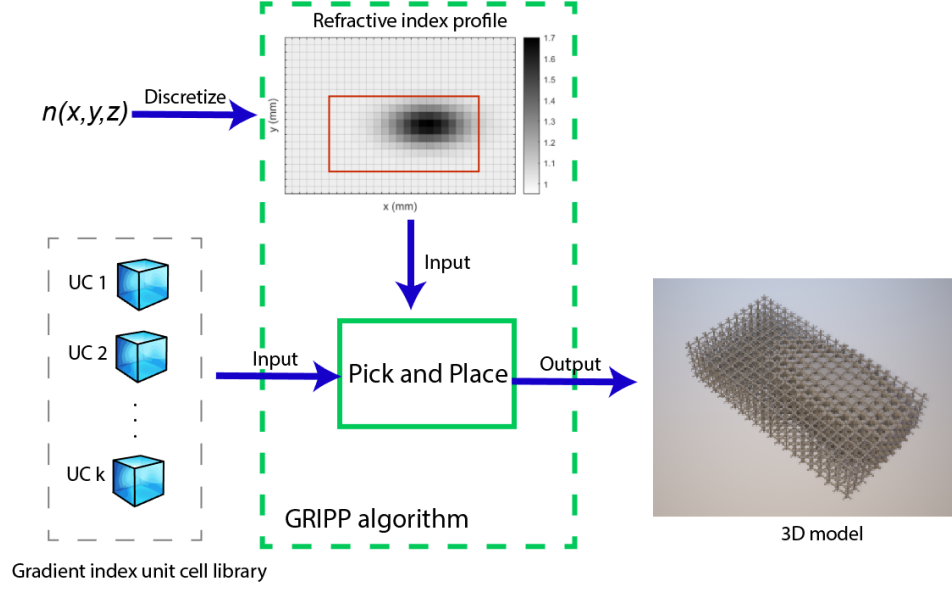 Refractive index profile
n(x,y,z)
Discretize
y (mm)
x (mm)
1.7
1.6
1.5
1.4
1.3
1.2
1.1
1
Input
UC 1
UC 2
UC k
Input
Pick and Place
Output
GRIPP algorithm
3D model
Gradient index unit cell library